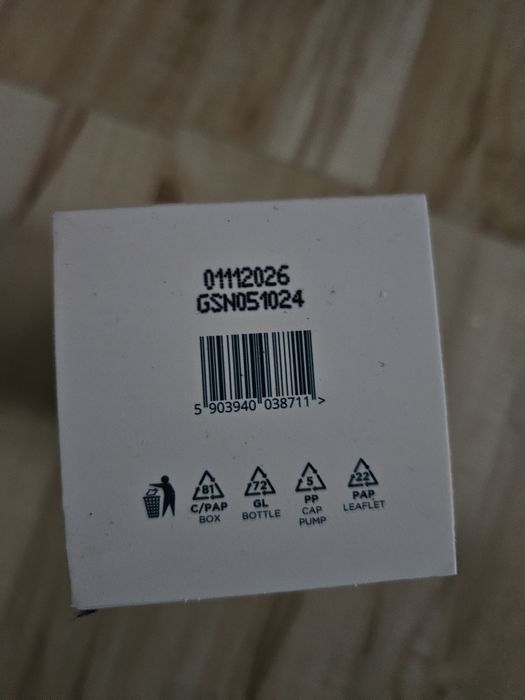 01112026
GSN051024
5 903940 038711 >
81 72 5 22
C/PAP GL PP PAP
BOX BOTTLE CAP LEAFLET
PUMP